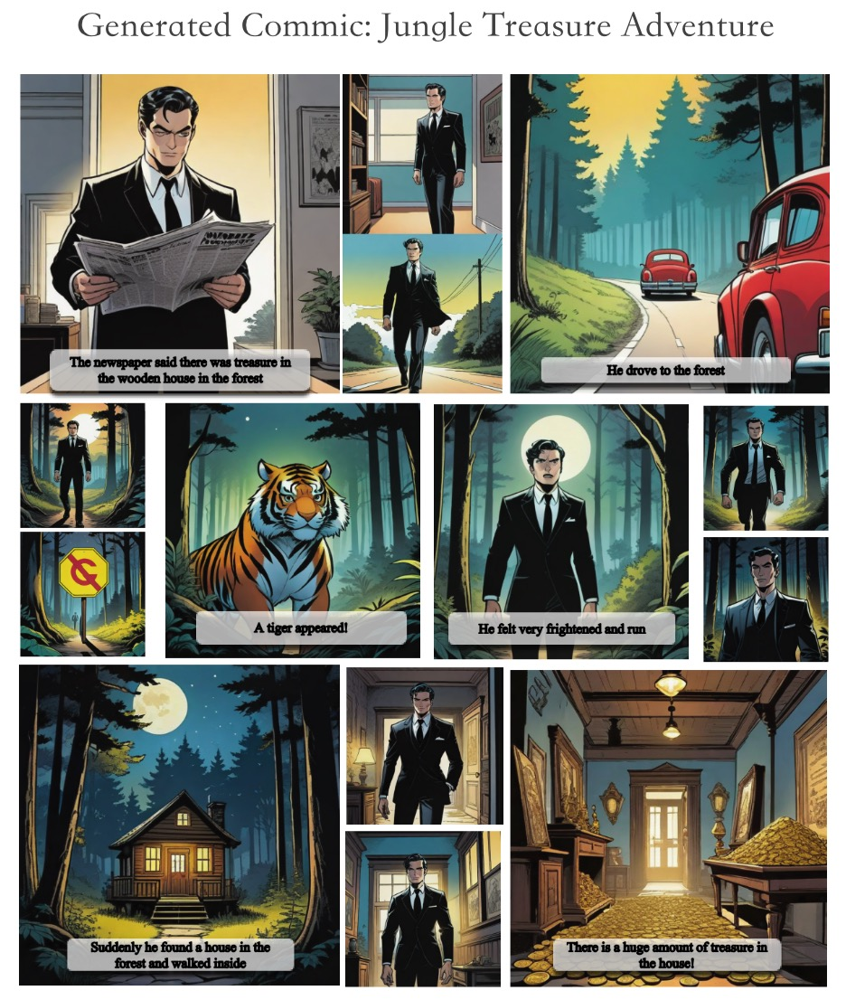 Generated Commic: Jungle Treasure Adventure
The newspaper said there was treasure in
the wooden house in the forest
He drove to the forest
A tiger appeared!
He felt very frightened and run
Suddenly he found a house in the
forest and walked inside
There is a huge amount of treasure in
the house!